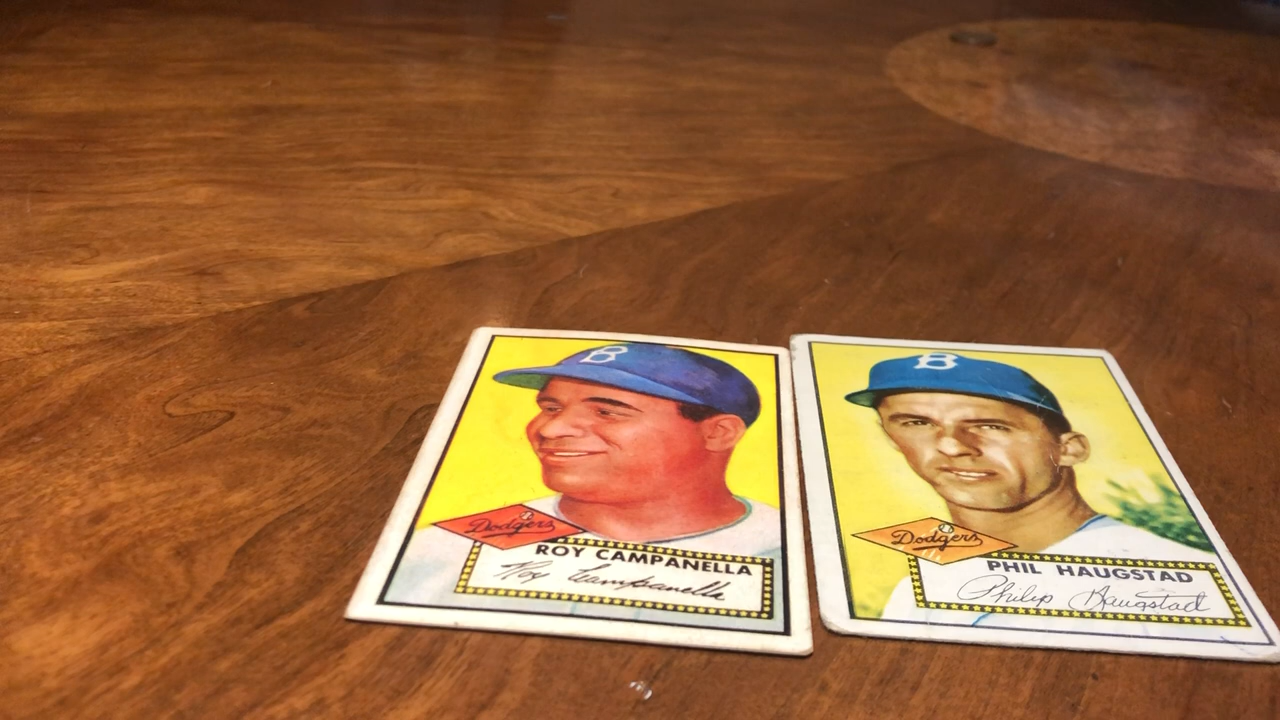 B
Dodgers
ROY CAMPANELLA
Roy Campanella
B
Dodgers
PHIL HAUGSTAD
Philip Haugstad